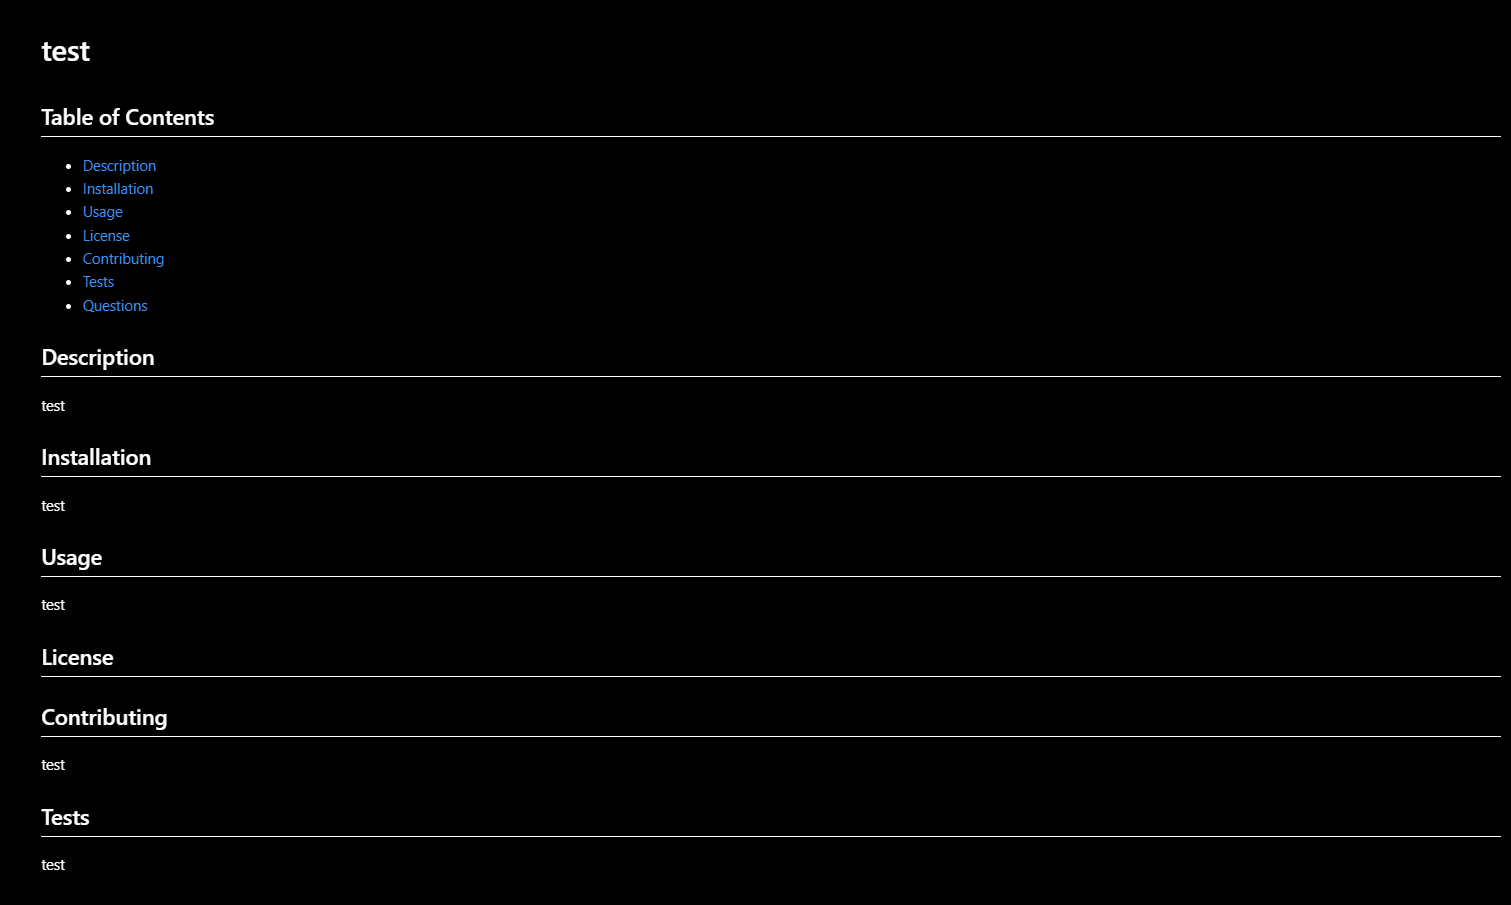 test
Table of Contents
Description
Installation
Usage
License
Contributing
Tests
Questions
Description
test
Installation
test
Usage
test
License
Contributing
test
Tests
test